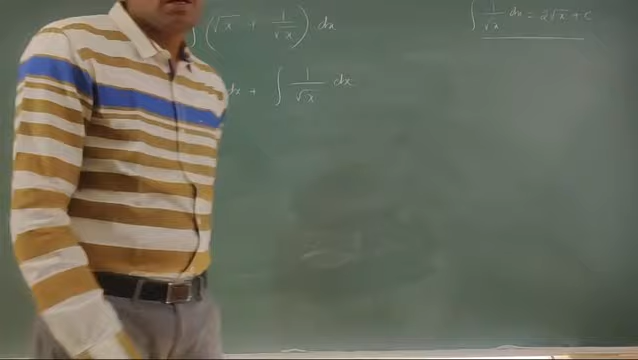 ∫ (√x + 1/√x) dx
dx + ∫ 1/√x dx
∫ 1/√x dx = 2√x + c